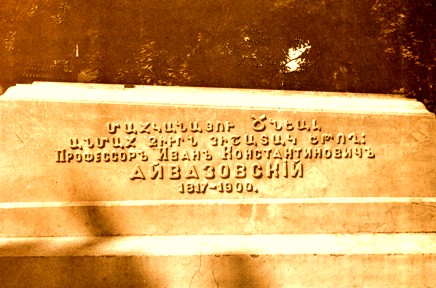 ՄԱՀԿԱՆԱՑՈՒ ԾՆԵԱԼ
ԱՆՄԱՀ ԶԻՒՐՆ ՅԻՇԱՏԱԿ ԵԹՈՂ։
ПРОФЕССОРЪ ИВАНЪ КОНСТАНТИНОВИЧЪ
АЙВАЗОВСКІЙ
1817-1900.